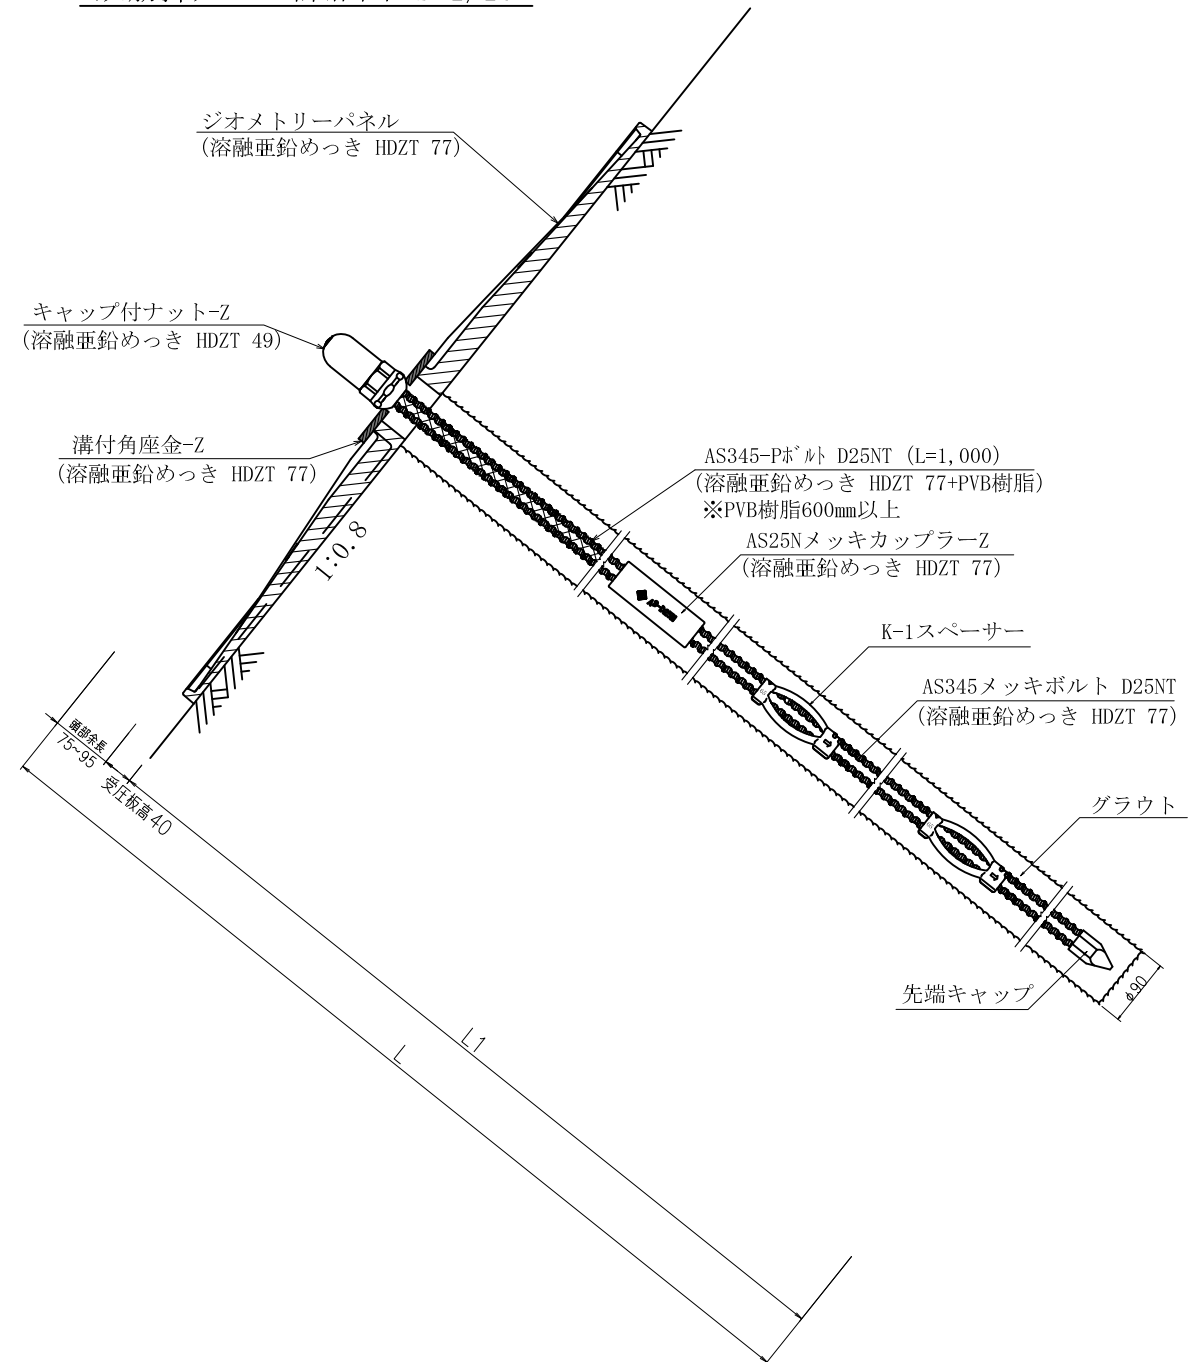 ジオメトリーパネル
(溶融亜鉛めっき HDZT 77)
キャップ付ナット-Z
(溶融亜鉛めっき HDZT 49)
溝付角座金-Z
(溶融亜鉛めっき HDZT 77)
1:0.8
AS345-Pボルト D25NT (L=1,000)
(溶融亜鉛めっき HDZT 77+PVB樹脂)
※PVB樹脂600mm以上
AS25NメッキカップラーZ
(溶融亜鉛めっき HDZT 77)
K-1スペーサー
AS345メッキボルト D25NT
(溶融亜鉛めっき HDZT 77)
グラウト
先端キャップ
φ90
頭部余長
75~95
受圧板高40
L1
L